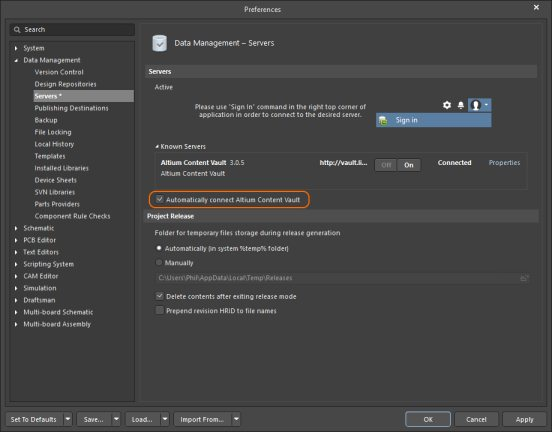 Preferences
Search
Data Management – Servers
System
Data Management
Version Control
Design Repositories
Servers *
Publishing Destinations
Backup
File Locking
Local History
Templates
Installed Libraries
Device Sheets
SVN Libraries
Parts Providers
Component Rule Checks
Schematic
PCB Editor
Text Editors
Scripting System
CAM Editor
Simulation
Draftsman
Multi-board Schematic
Multi-board Assembly
Servers
Active
Please use 'Sign In' command in the right top corner of
application in order to connect to the desired server.
Sign in
Known Servers
Altium Content Vault 3.0.5 http://vault.li... Off On Connected Properties
Altium Content Vault
Automatically connect Altium Content Vault
Project Release
Folder for temporary files storage during release generation
Automatically (in system %temp% folder)
Manually
C:\Users\Phil\AppData\Local\Temp\Releases
Delete contents after exiting release mode
Prepend revision HRID to file names
Set To Defaults Save... Load... Import From... OK Cancel Apply